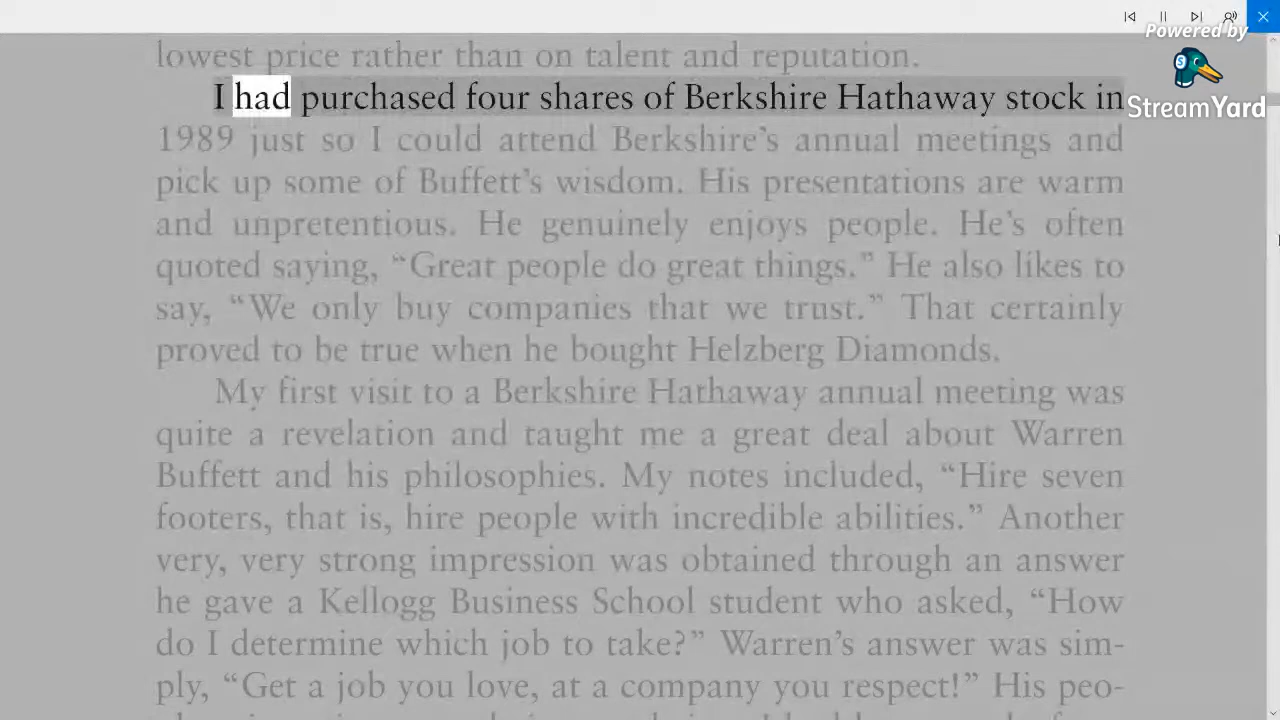 Powered by
StreamYard
lowest price rather than on talent and reputation.
I had purchased four shares of Berkshire Hathaway stock in
1989 just so I could attend Berkshire’s annual meetings and
pick up some of Buffett’s wisdom. His presentations are warm
and unpretentious. He genuinely enjoys people. He’s often
quoted saying, “Great people do great things.” He also likes to
say, “We only buy companies that we trust.” That certainly
proved to be true when he bought Helzberg Diamonds.
My first visit to a Berkshire Hathaway annual meeting was
quite a revelation and taught me a great deal about Warren
Buffett and his philosophies. My notes included, “Hire seven
footers, that is, hire people with incredible abilities.” Another
very, very strong impression was obtained through an answer
he gave a Kellogg Business School student who asked, “How
do I determine which job to take?” Warren’s answer was sim-
ply, “Get a job you love, at a company you respect!” His peo-